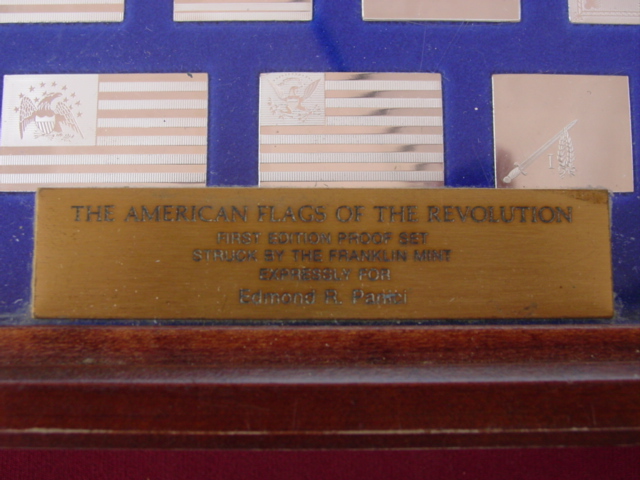 THE AMERICAN FLAGS OF THE REVOLUTION
FIRST EDITION PROOF SET
STRUCK BY THE FRANKLIN MINT
EXPRESSLY FOR
Edmond R.